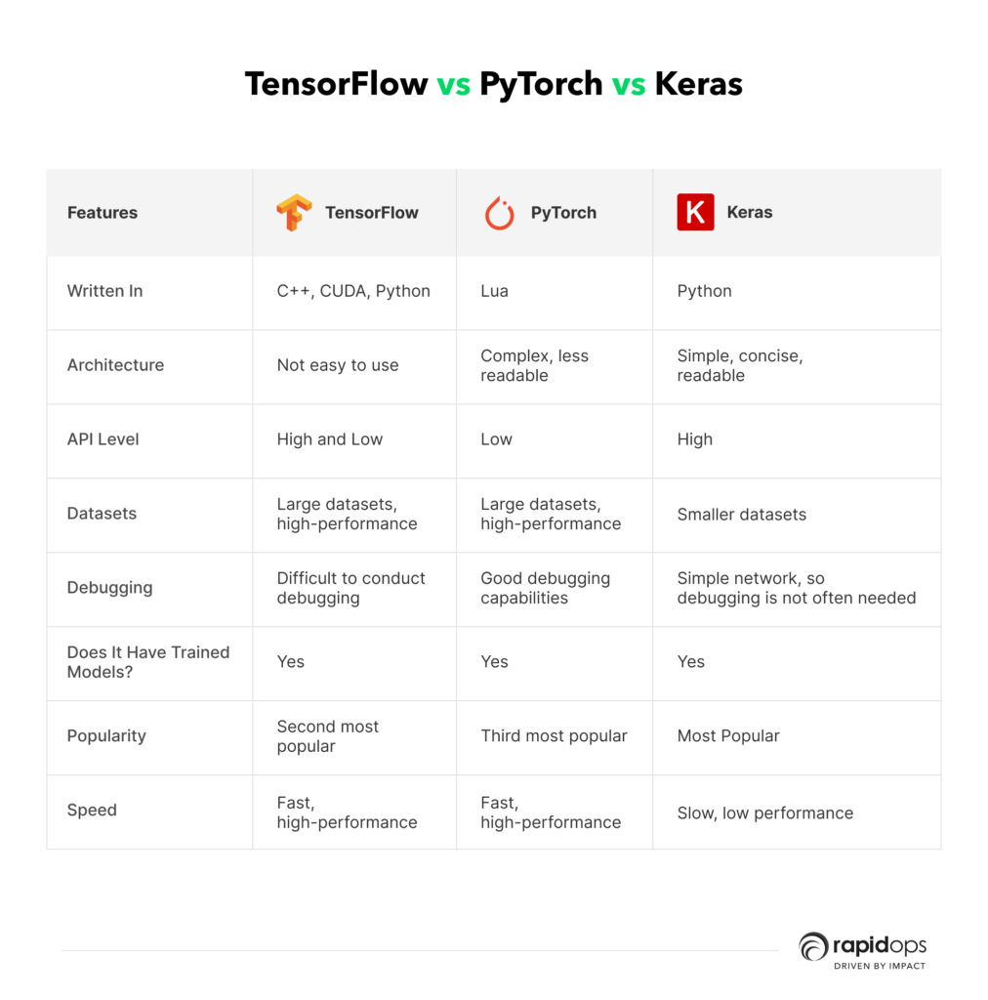 TensorFlow vs PyTorch vs Keras
Features
TensorFlow
PyTorch
K
Keras
Written In
C++, CUDA, Python
Lua
Python
Architecture
Not easy to use
Complex, less
readable
Simple, concise,
readable
API Level
High and Low
Low
High
Datasets
Large datasets,
high-performance
Large datasets,
high-performance
Smaller datasets
Debugging
Difficult to conduct
debugging
Good debugging
capabilities
Simple network, so
debugging is not often needed
Does It Have Trained
Models?
Yes
Yes
Yes
Popularity
Second most
popular
Third most popular
Most Popular
Speed
Fast,
high-performance
Fast,
high-performance
Slow, low performance
rapidops
DRIVEN BY IMPACT